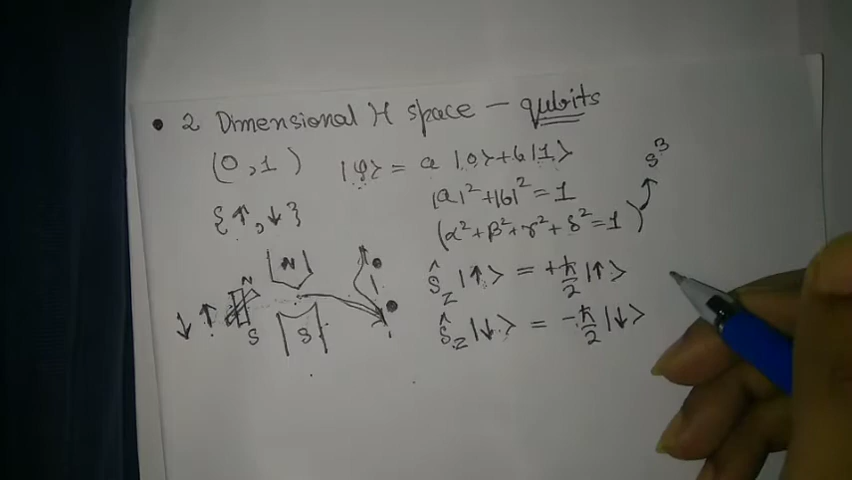 • 2 Dimensional H space – qubits
(0,1) |φ> = a |0>+b|1>
|a|²+|b|²=1
{↑,↓}
(α²+β²+γ²+δ²=1) → S³
N
N
S
S
↓ ↑
Ŝz|↑> = +ℏ/2|↑>
Ŝz|↓> = -ℏ/2|↓>